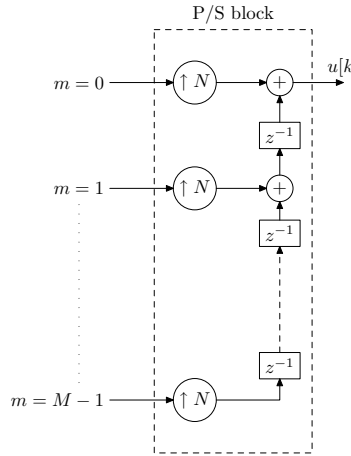 P/S block
m = 0
↑ N
+
u[k
z⁻¹
m = 1
↑ N
+
z⁻¹
z⁻¹
m = M − 1
↑ N